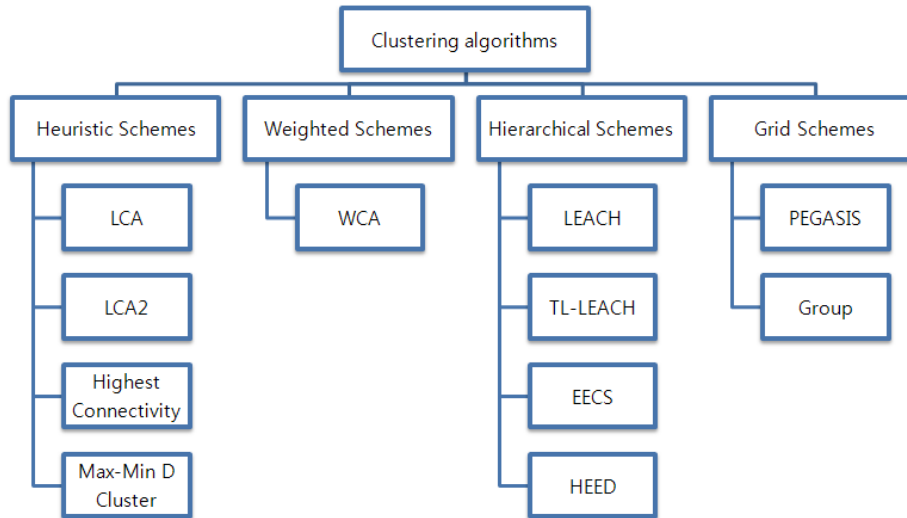 Clustering algorithms
Heuristic Schemes
Weighted Schemes
Hierarchical Schemes
Grid Schemes
LCA
WCA
LEACH
PEGASIS
LCA2
TL-LEACH
Group
Highest
Connectivity
EECS
Max-Min D
Cluster
HEED